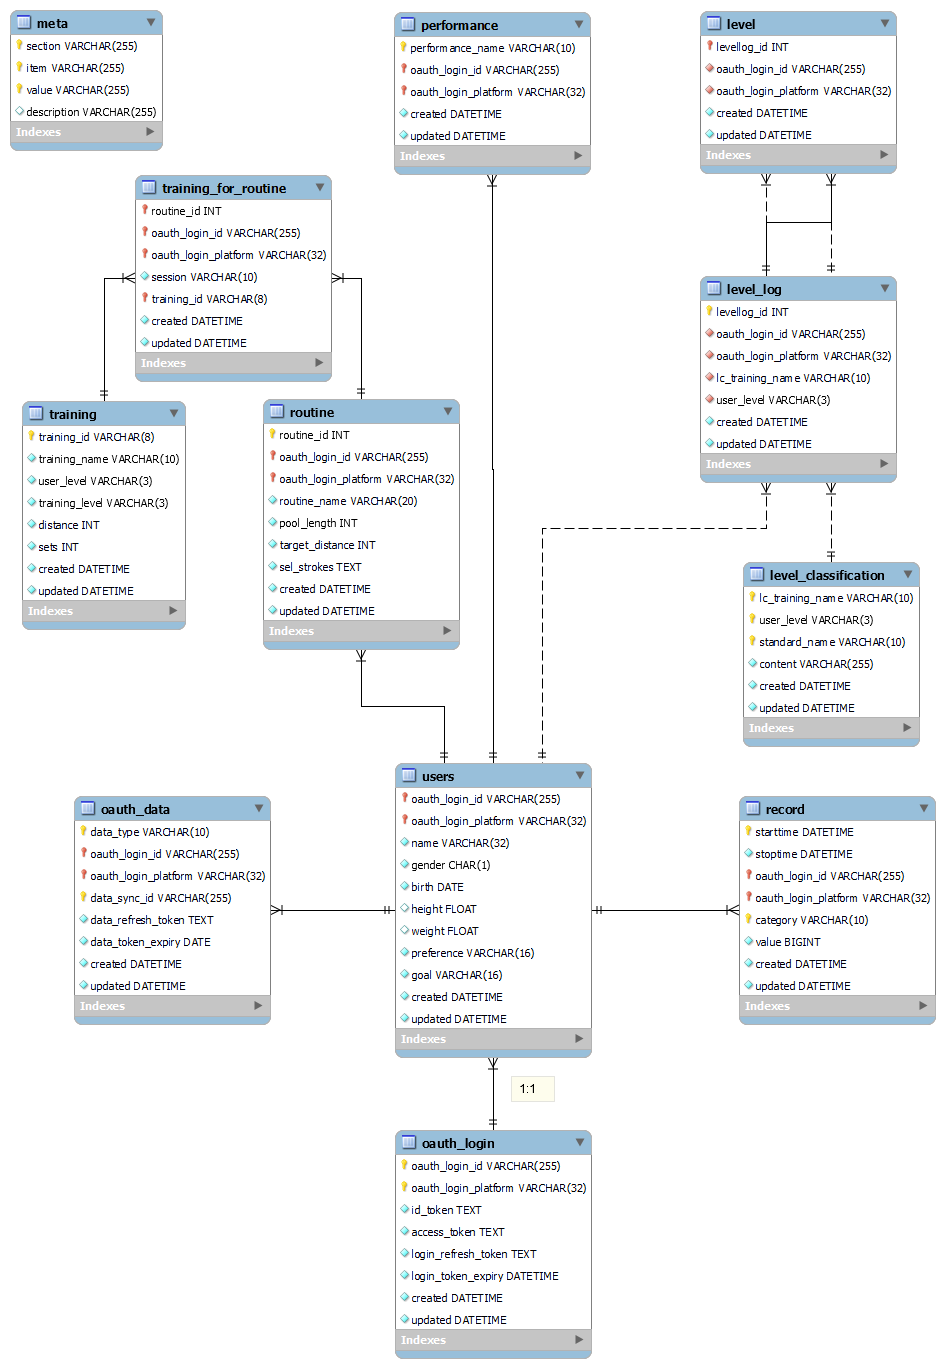 meta
section VARCHAR(255)
item VARCHAR(255)
value VARCHAR(255)
description VARCHAR(255)
Indexes
performance
performance_name VARCHAR(10)
oauth_login_id VARCHAR(255)
oauth_login_platform VARCHAR(32)
created DATETIME
updated DATETIME
Indexes
level
levellog_id INT
oauth_login_id VARCHAR(255)
oauth_login_platform VARCHAR(32)
created DATETIME
updated DATETIME
Indexes
training_for_routine
routine_id INT
oauth_login_id VARCHAR(255)
oauth_login_platform VARCHAR(32)
session VARCHAR(10)
training_id VARCHAR(8)
created DATETIME
updated DATETIME
Indexes
level_log
levellog_id INT
oauth_login_id VARCHAR(255)
oauth_login_platform VARCHAR(32)
lc_training_name VARCHAR(10)
user_level VARCHAR(3)
created DATETIME
updated DATETIME
Indexes
training
training_id VARCHAR(8)
training_name VARCHAR(10)
user_level VARCHAR(3)
training_level VARCHAR(3)
distance INT
sets INT
created DATETIME
updated DATETIME
Indexes
routine
routine_id INT
oauth_login_id VARCHAR(255)
oauth_login_platform VARCHAR(32)
routine_name VARCHAR(20)
pool_length INT
target_distance INT
sel_strokes TEXT
created DATETIME
updated DATETIME
Indexes
level_classification
lc_training_name VARCHAR(10)
user_level VARCHAR(3)
standard_name VARCHAR(10)
content VARCHAR(255)
created DATETIME
updated DATETIME
Indexes
users
oauth_login_id VARCHAR(255)
oauth_login_platform VARCHAR(32)
name VARCHAR(32)
gender CHAR(1)
birth DATE
height FLOAT
weight FLOAT
preference VARCHAR(16)
goal VARCHAR(16)
created DATETIME
updated DATETIME
Indexes
oauth_data
data_type VARCHAR(10)
oauth_login_id VARCHAR(255)
oauth_login_platform VARCHAR(32)
data_sync_id VARCHAR(255)
data_refresh_token TEXT
data_token_expiry DATE
created DATETIME
updated DATETIME
Indexes
record
starttime DATETIME
stoptime DATETIME
oauth_login_id VARCHAR(255)
oauth_login_platform VARCHAR(32)
category VARCHAR(10)
value BIGINT
created DATETIME
updated DATETIME
Indexes
1:1
oauth_login
oauth_login_id VARCHAR(255)
oauth_login_platform VARCHAR(32)
id_token TEXT
access_token TEXT
login_refresh_token TEXT
login_token_expiry DATETIME
created DATETIME
updated DATETIME
Indexes